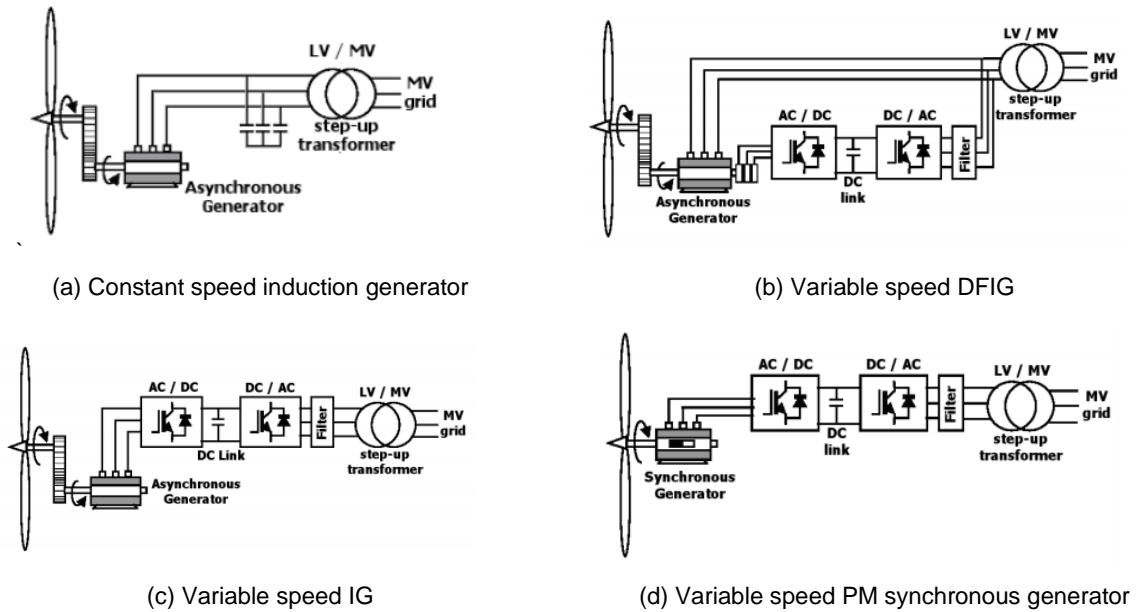 LV / MV
MV
grid
step-up
transformer
Asynchronous
Generator
`
(a) Constant speed induction generator
LV / MV
MV
grid
step-up
transformer
AC / DC
DC / AC
Filter
DC
link
Asynchronous
Generator
(b) Variable speed DFIG
AC / DC
DC / AC
LV / MV
Filter
MV
grid
DC Link
step-up
transformer
Asynchronous
Generator
(c) Variable speed IG
AC / DC
DC / AC
LV / MV
Filter
MV
grid
DC
link
step-up
transformer
Synchronous
Generator
(d) Variable speed PM synchronous generator